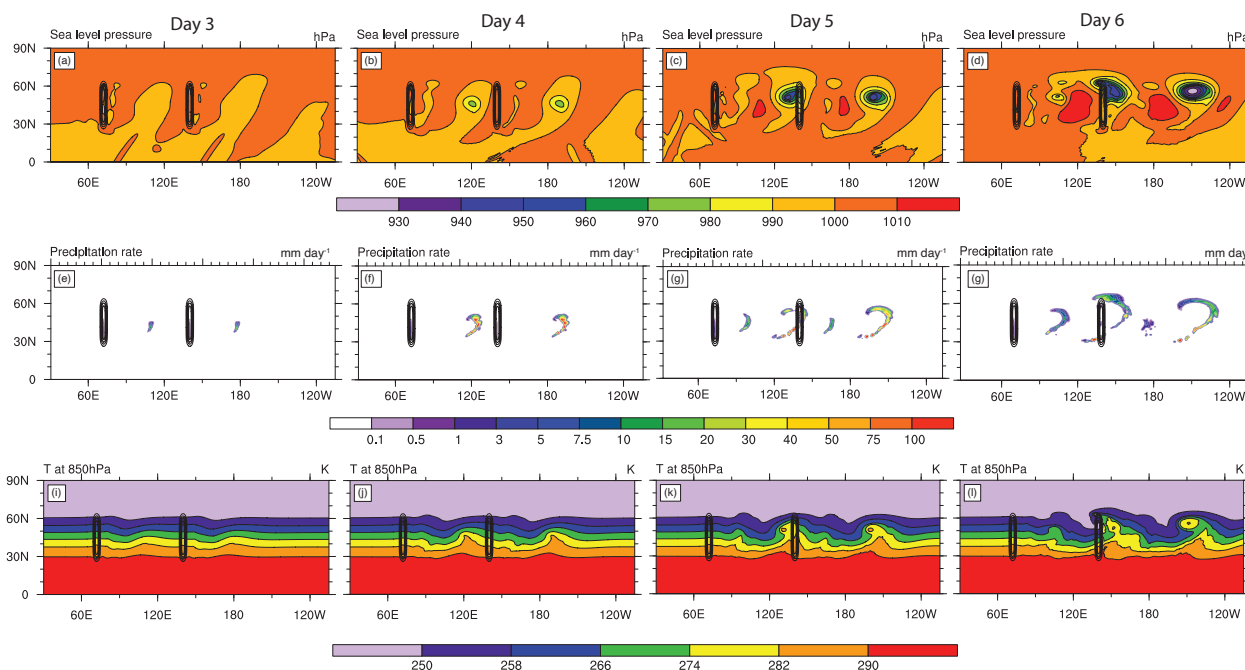 Day 3 Day 4 Day 5 Day 6
Sea level pressure hPa Sea level pressure hPa Sea level pressure hPa Sea level pressure hPa
90N (a) (b) (c) (d)
60N
30N
0
60E 120E 180 120W 60E 120E 180 120W 60E 120E 180 120W 60E 120E 180 120W
930 940 950 960 970 980 990 1000 1010
Precipitation rate mm day-1 Precipitation rate mm day-1 Precipitation rate mm day-1 Precipitation rate mm day
90N (e) (f) (g) (g)
60N
30N
0
60E 120E 180 120W 60E 120E 180 120W 60E 120E 180 120W 60E 120E 180 120W
0.1 0.5 1 3 5 7.5 10 15 20 30 40 50 75 100
T at 850hPa K T at 850hPa K T at 850hPa K T at 850hPa K
90N (i) (j) (k) (l)
60N
30N
0
60E 120E 180 120W 60E 120E 180 120W 60E 120E 180 120W 60E 120E 180 120W
250 258 266 274 282 290